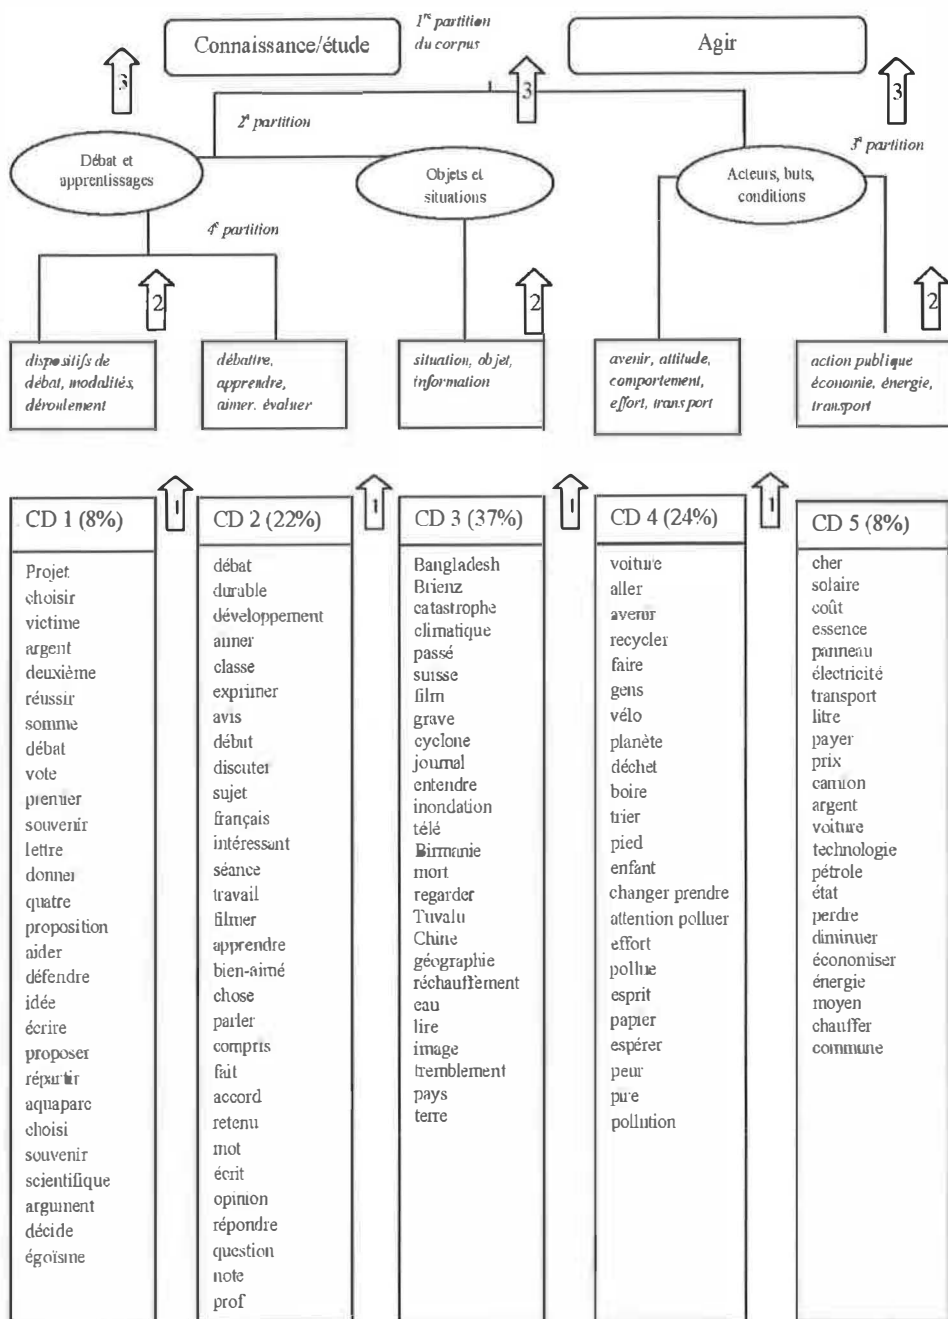 1re partition
du corpus
Connaissance/étude
Agir
3
3
3
2e partition
3e partition
Débat et
apprentissages
Objets et
situations
Acteurs, buts,
conditions
4e partition
2
2
2
dispositifs de
débat, modalités,
déroulement
débattre,
apprendre,
aimer, évaluer
situation, objet,
information
avenir, attitude,
comportement,
effort, transport
action publique
économie, énergie,
transport
1
1
1
1
CD 1 (8%)
Projet
choisir
victime
argent
deuxième
réussir
somme
débat
vote
premier
souvenir
lettre
donner
quatre
proposition
aider
défendre
idée
écrire
proposer
répartir
aquaparc
choisi
souvenir
scientifique
argument
décide
égoïsme
CD 2 (22%)
débat
durable
développement
aimer
classe
exprimer
avis
début
discuter
sujet
français
intéressant
séance
travail
filmer
apprendre
bien-aimé
chose
parler
compris
fait
accord
retenu
mot
écrit
opinion
répondre
question
note
prof
CD 3 (37%)
Bangladesh
Brienz
catastrophe
climatique
passé
suisse
film
grave
cyclone
journal
entendre
inondation
télé
Birmanie
mort
regarder
Tuvalu
Chine
géographie
réchauffement
eau
lire
image
tremblement
pays
terre
CD 4 (24%)
voiture
aller
avenir
recycler
faire
gens
vélo
planète
déchet
boire
trier
pied
enfant
changer prendre
attention polluer
effort
pollue
esprit
papier
espérer
peur
pire
pollution
CD 5 (8%)
cher
solaire
coût
essence
panneau
électricité
transport
litre
payer
prix
camion
argent
voiture
technologie
pétrole
état
perdre
diminuer
économiser
énergie
moyen
chauffer
commune